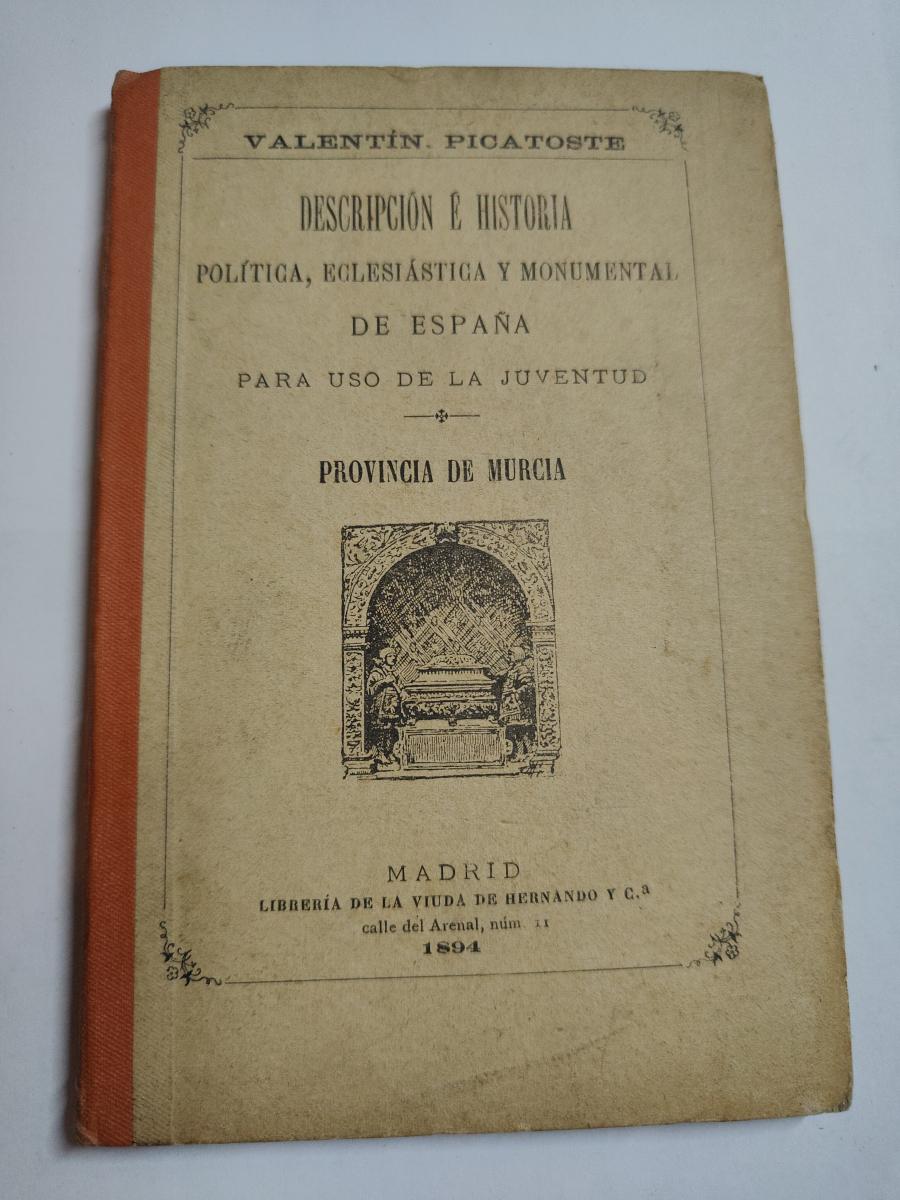 VALENTÍN. PICATOSTE
DESCRIPCIÓN É HISTORIA
POLÍTICA, ECLESIÁSTICA Y MONUMENTAL
DE ESPAÑA
PARA USO DE LA JUVENTUD
PROVINCIA DE MURCIA
MADRID
LIBRERÍA DE LA VIUDA DE HERNANDO Y C.ª
calle del Arenal, núm 11
1894